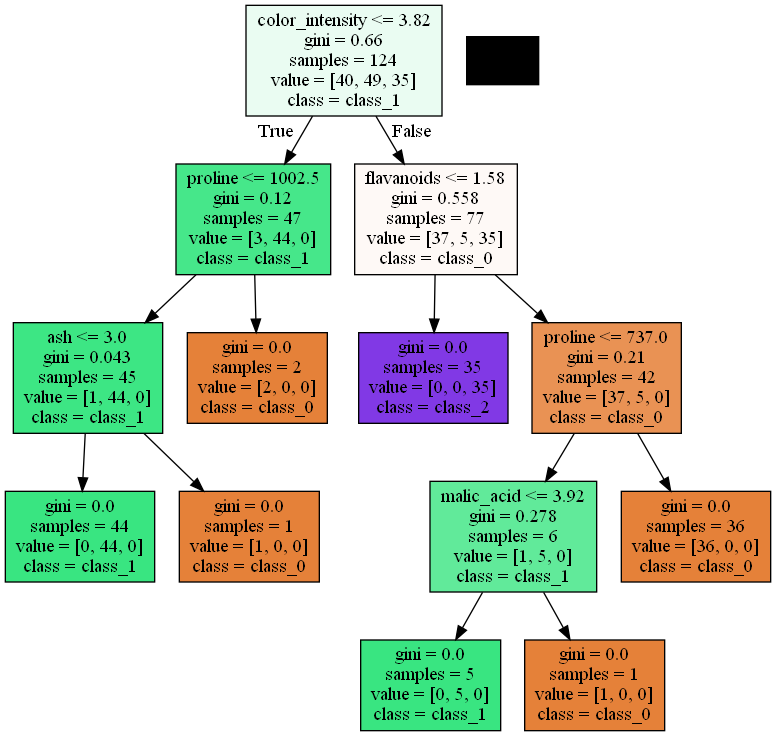 color_intensity <= 3.82
gini = 0.66
samples = 124
value = [40, 49, 35]
class = class_1
True
False
proline <= 1002.5
gini = 0.12
samples = 47
value = [3, 44, 0]
class = class_1
flavanoids <= 1.58
gini = 0.558
samples = 77
value = [37, 5, 35]
class = class_0
ash <= 3.0
gini = 0.043
samples = 45
value = [1, 44, 0]
class = class_1
gini = 0.0
samples = 2
value = [2, 0, 0]
class = class_0
gini = 0.0
samples = 35
value = [0, 0, 35]
class = class_2
proline <= 737.0
gini = 0.21
samples = 42
value = [37, 5, 0]
class = class_0
gini = 0.0
samples = 44
value = [0, 44, 0]
class = class_1
gini = 0.0
samples = 1
value = [1, 0, 0]
class = class_0
malic_acid <= 3.92
gini = 0.278
samples = 6
value = [1, 5, 0]
class = class_1
gini = 0.0
samples = 36
value = [36, 0, 0]
class = class_0
gini = 0.0
samples = 5
value = [0, 5, 0]
class = class_1
gini = 0.0
samples = 1
value = [1, 0, 0]
class = class_0